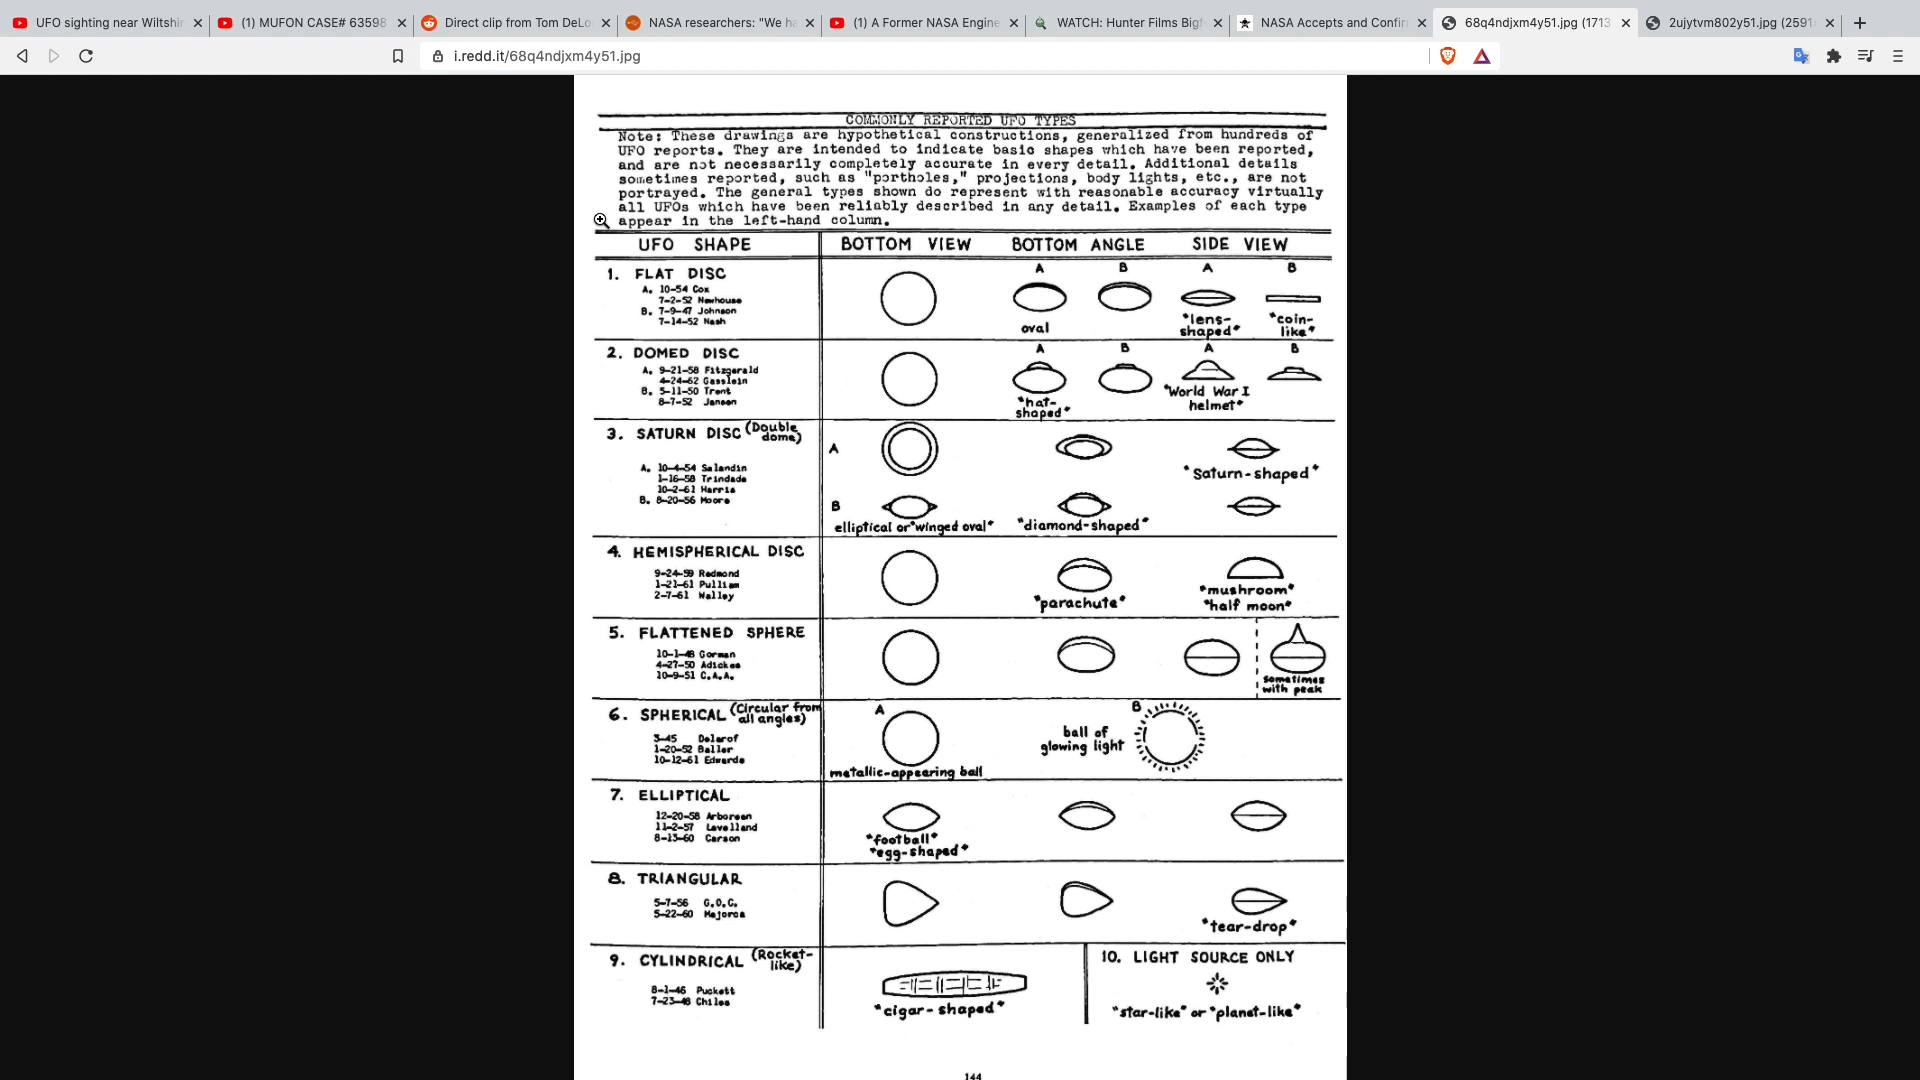 UFO sighting near Wiltshir
(1) MUFON CASE# 63598
Direct clip from Tom DeLo
NASA researchers: "We ha
(1) A Former NASA Engine
WATCH: Hunter Films Bigf
NASA Accepts and Confir
68q4ndjxm4y51.jpg (1713
2ujytvm802y51.jpg (2591
i.redd.it/68q4ndjxm4y51.jpg
COMMONLY REPORTED UFO TYPES
Note: These drawings are hypothetical constructions, generalized from hundreds of
UFO reports. They are intended to indicate basic shapes which have been reported,
and are not necessarily completely accurate in every detail. Additional details
sometimes reported, such as "portholes," projections, body lights, etc., are not
portrayed. The general types shown do represent with reasonable accuracy virtually
all UFOs which have been reliably described in any detail. Examples of each type
appear in the left-hand column.
UFO SHAPE BOTTOM VIEW BOTTOM ANGLE SIDE VIEW
1. FLAT DISC
A. 10-54 Cox
7-2-52 Newhouse
B. 7-9-47 Johnson
7-14-52 Nash
A B A B
oval
"lens-
shaped"
"coin-
like"
2. DOMED DISC
A. 9-21-58 Fitzgerald
4-24-62 Gasslein
B. 5-11-50 Trent
8-7-52 Jansen
A B A B
"hat-
shaped"
"World War I
helmet"
3. SATURN DISC (Double
dome)
A. 10-4-54 Salandin
1-16-58 Trindade
10-2-61 Harris
B. 8-20-56 Moore
A
"Saturn-shaped"
B
elliptical or "winged oval"
"diamond-shaped"
4. HEMISPHERICAL DISC
9-24-59 Redmond
1-21-61 Pulliam
2-7-61 Walley
"parachute"
"mushroom"
"half moon"
5. FLATTENED SPHERE
10-1-48 Gorman
4-27-50 Adickes
10-9-51 C.A.A.
sometimes
with peak
6. SPHERICAL (Circular from
all angles)
3-45 Delarof
1-20-52 Baller
10-12-61 Edwards
A
metallic-appearing ball
B
ball of
glowing light
7. ELLIPTICAL
12-20-58 Arboreen
11-2-57 Levelland
8-13-60 Carson
"football"
"egg-shaped"
8. TRIANGULAR
5-7-56 G.O.C.
5-22-60 Majorca
"tear-drop"
9. CYLINDRICAL (Rocket-
like)
8-1-46 Puckett
7-23-48 Chiles
"cigar-shaped"
10. LIGHT SOURCE ONLY
"star-like" or "planet-like"
144